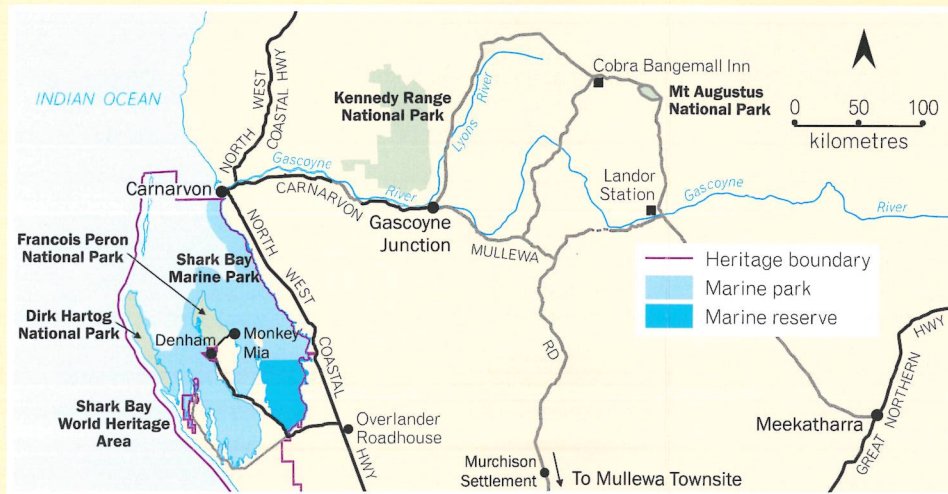 INDIAN OCEAN
NORTH WEST
COASTAL HWY
Kennedy Range
National Park
Lyons River
Cobra Bangemall Inn
Mt Augustus
National Park
0 50 100
kilometres
Carnarvon
Gascoyne
River
CARNARVON
Gascoyne
Junction
MULLEWA
RD
Landor
Station
Gascoyne
River
Francois Peron
National Park
Shark Bay
Marine Park
NORTH WEST
COASTAL
HWY
Dirk Hartog
National Park
Denham
Monkey
Mia
Shark Bay
World Heritage
Area
Overlander
Roadhouse
Heritage boundary
Marine park
Marine reserve
Meekatharra
GREAT NORTHERN
HWY
Murchison
Settlement
To Mullewa Townsite